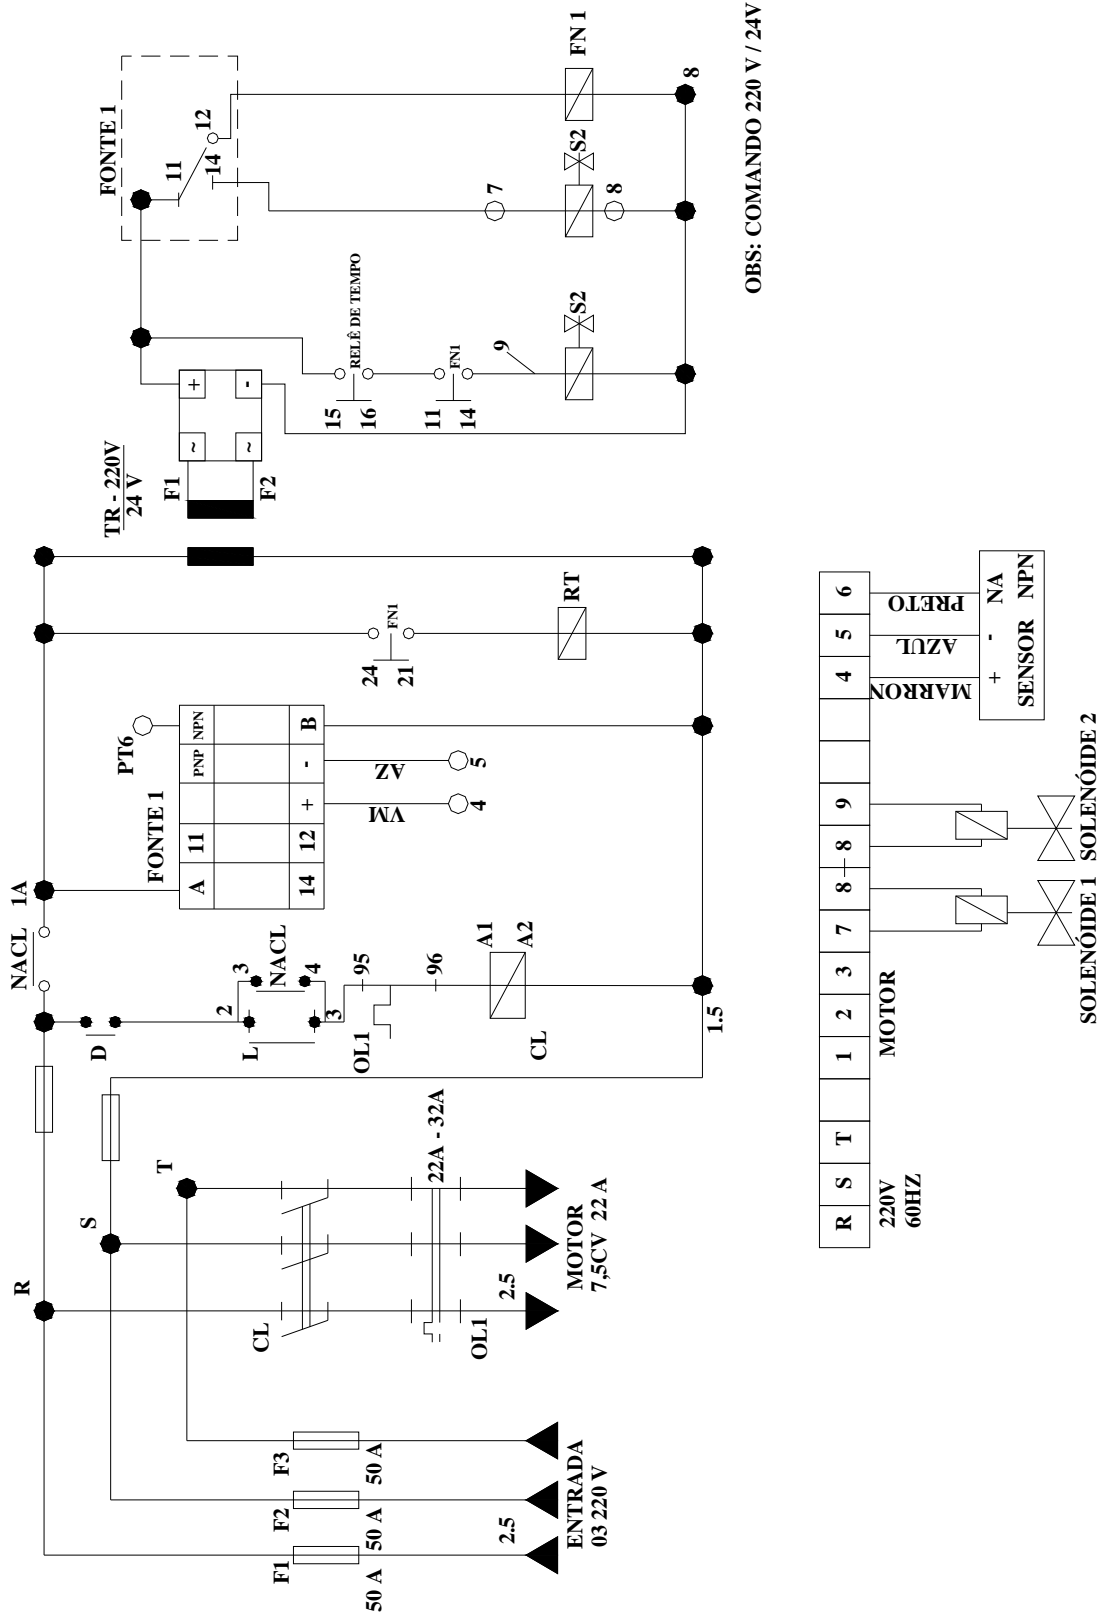 R
S
T
F1
F2
F3
50 A
50 A
50 A
2.5
ENTRADA
03 220 V
CL
OL1
22A - 32A
2.5
MOTOR
7,5CV 22 A
NACL
1A
D
2
3
L
NACL
3
4
OL1
95
96
A1
A2
CL
1.5
FONTE 1
A
11
PNP
NPN
14
12
+
-
B
PT6
VM
AZ
4
5
24
21
FN1
RT
TR - 220V
24 V
F1
F2
~
~
+
-
FONTE 1
11
12
14
15
16
RELÊ DE TEMPO
11
14
FN1
9
S2
7
S2
8
FN 1
8
OBS: COMANDO 220 V / 24V
R S T 1 2 3 7 8 8 9 4 5 6
220V
60HZ
MOTOR
MARRON
AZUL
PRETO
+ - NA
SENSOR NPN
SOLENÓIDE 1
SOLENÓIDE 2